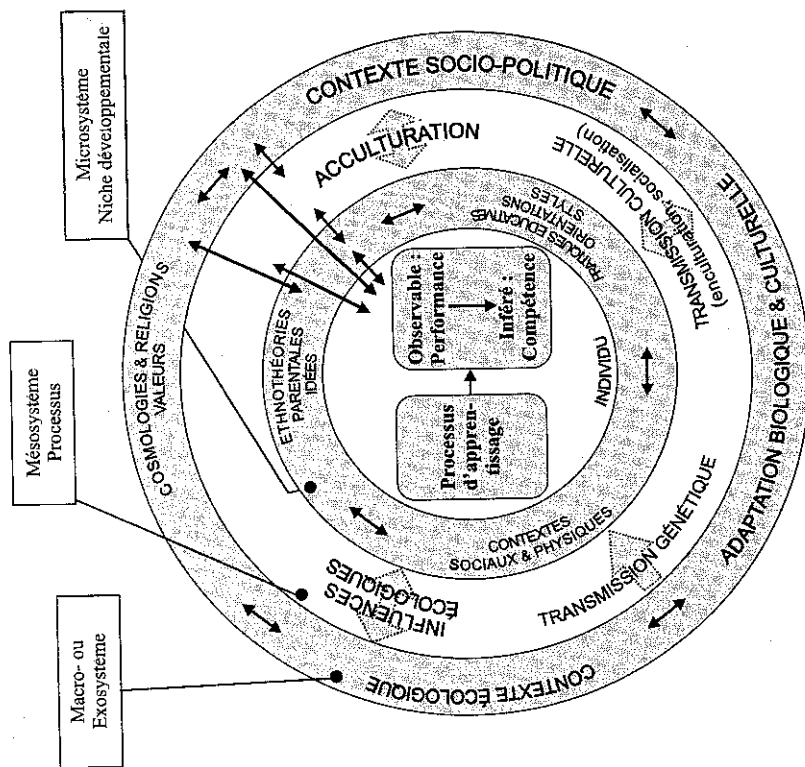 Macro- ou
Exosystème
Mésosystème
Processus
Microsystème
Niche développementale
COSMOLOGIES & RELIGIONS
VALEURS
CONTEXTE ÉCOLOGIQUE
CONTEXTE SOCIO-POLITIQUE
ADAPTATION BIOLOGIQUE & CULTURELLE
INFLUENCES
ÉCOLOGIQUES
ACCULTURATION
TRANSMISSION GÉNÉTIQUE
TRANSMISSION CULTURELLE
(enculturation, socialisation)
ETHNOTHÉORIES
PARENTALES
IDÉES
CONTEXTES
SOCIAUX & PHYSIQUES
PRATIQUES ÉDUCATIVES
ORIENTATIONS
STYLES
Processus
d'appren-
tissage
Observable :
Performance
Inféré :
Compétence
INDIVIDU